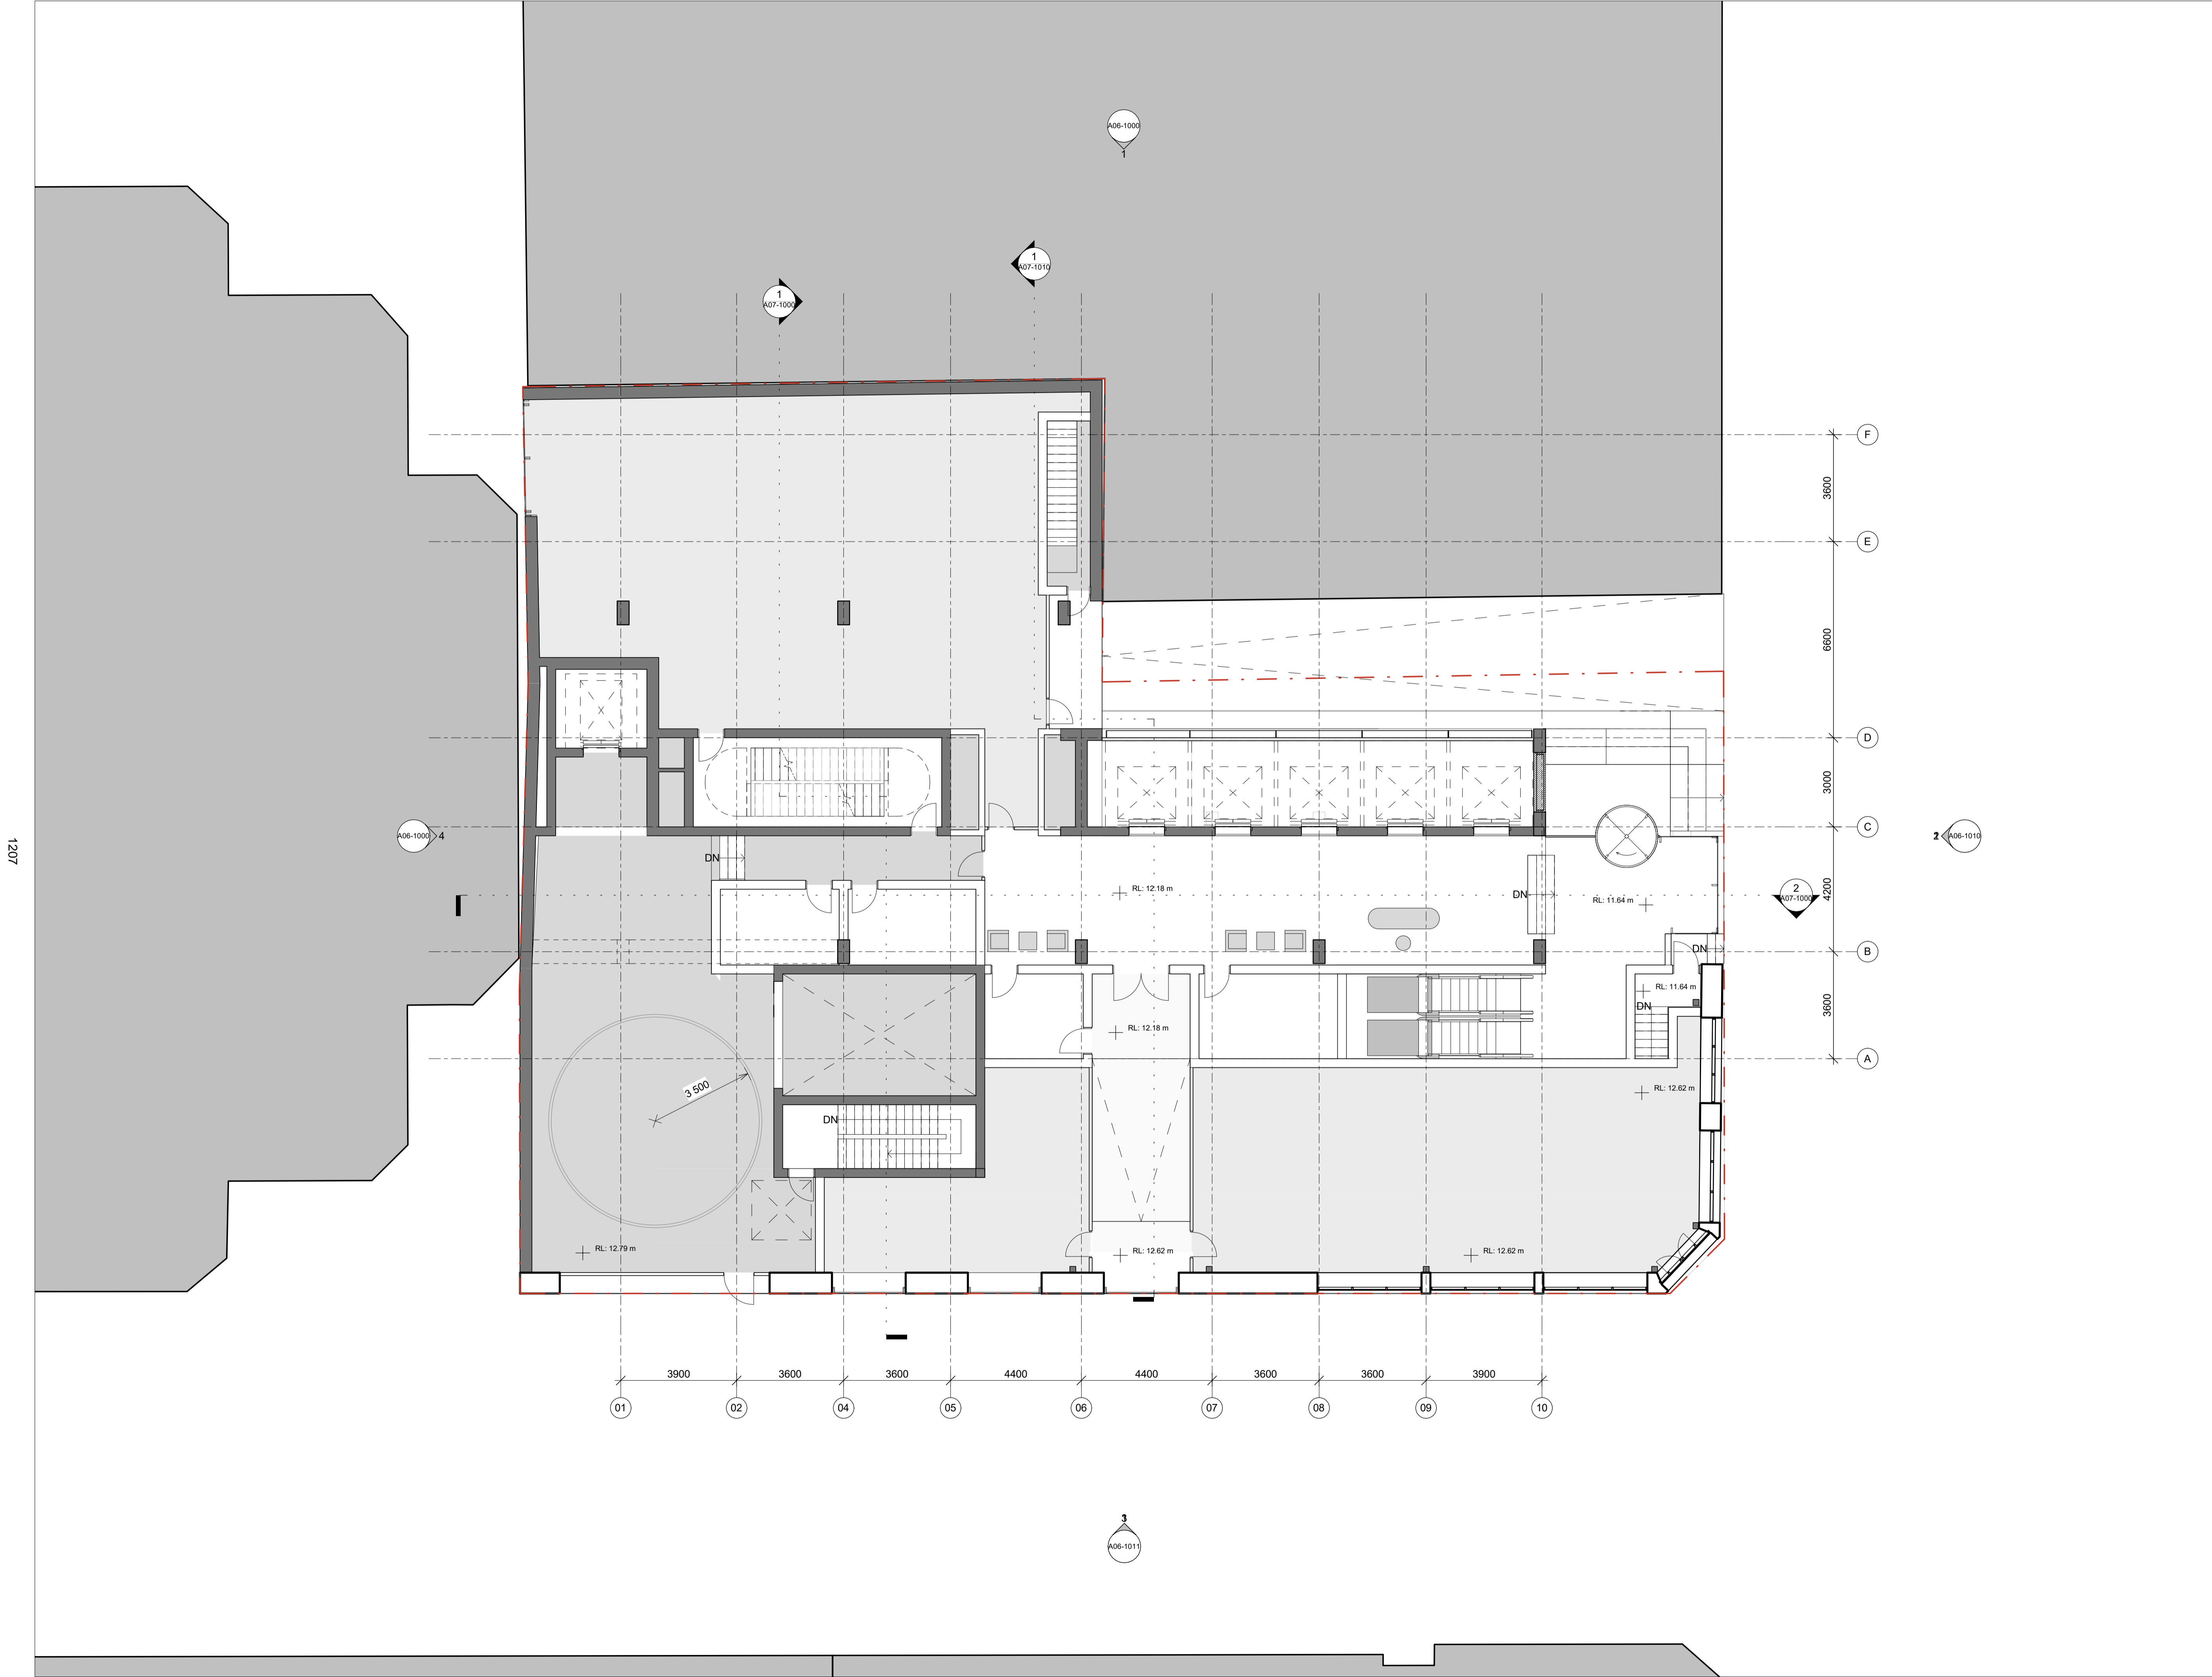 A06-1000
1
1
A07-1010
1
A07-1000
F
3600
E
6600
D
3000
C
A06-1000
4
A06-1010
1207
DN
4200
2
A07-1000
RL: 12.18 m
DN
RL: 11.64 m
B
DN
RL: 11.64 m
DN
3600
RL: 12.18 m
A
3 500
RL: 12.62 m
DN
RL: 12.79 m
RL: 12.62 m
RL: 12.62 m
3900
3600
3600
4400
4400
3600
3600
3900
01
02
04
05
06
07
08
09
10
A06-1011